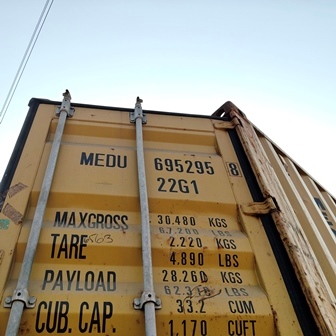 MEDU 695295 8
22G1
MAXGROSS 30.480 KGS
67.200 LBS
TARE 2.220 KGS
4.890 LBS
PAYLOAD 28.260 KGS
62.310 LBS
CUB. CAP. 33.2 CUM
1.170 CUFT